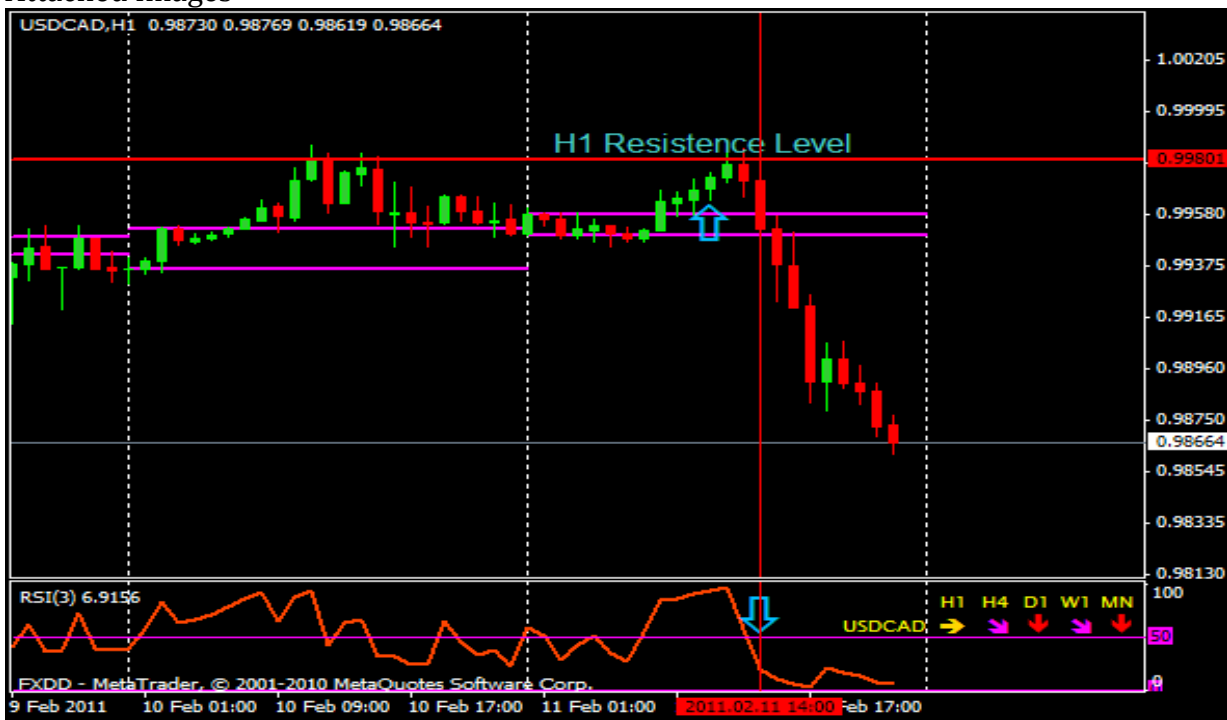 Attached Images
USDCAD,H1 0.98730 0.98769 0.98619 0.98664
1.00205
0.99995
H1 Resistence Level
0.99801
0.99580
0.99375
0.99165
0.98960
0.98750
0.98664
0.98545
0.98335
0.98130
RSI(3) 6.9156
100
H1 H4 D1 W1 MN
USDCAD
50
FXDD - MetaTrader, © 2001-2010 MetaQuotes Software Corp.
9 Feb 2011 10 Feb 01:00 10 Feb 09:00 10 Feb 17:00 11 Feb 01:00 2011.02.11 14:00 Feb 17:00